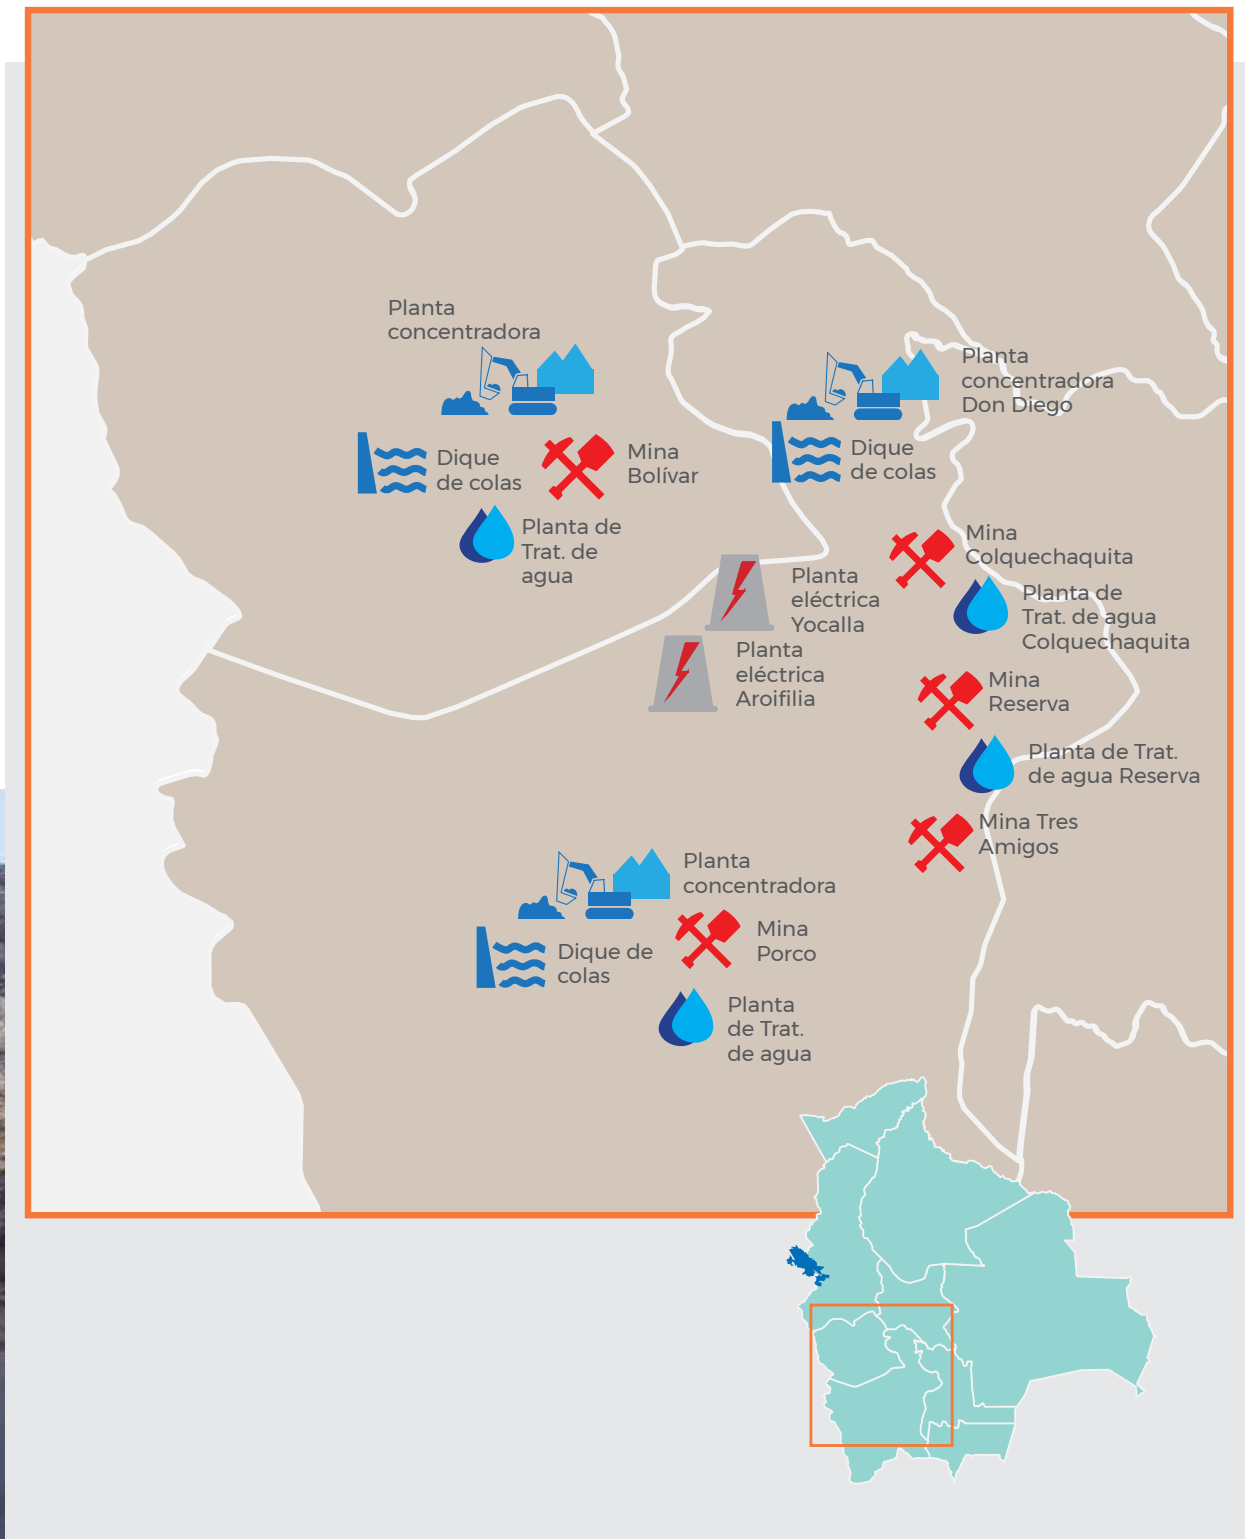 Planta
concentradora
Dique
de colas
Mina
Bolívar
Planta de
Trat. de
agua
Planta
concentradora
Don Diego
Dique
de colas
Mina
Colquechaquita
Planta de
Trat. de agua
Colquechaquita
Planta
eléctrica
Yocalla
Planta
eléctrica
Aroifilia
Mina
Reserva
Planta de Trat.
de agua Reserva
Mina Tres
Amigos
Planta
concentradora
Mina
Porco
Dique de
colas
Planta
de Trat.
de agua